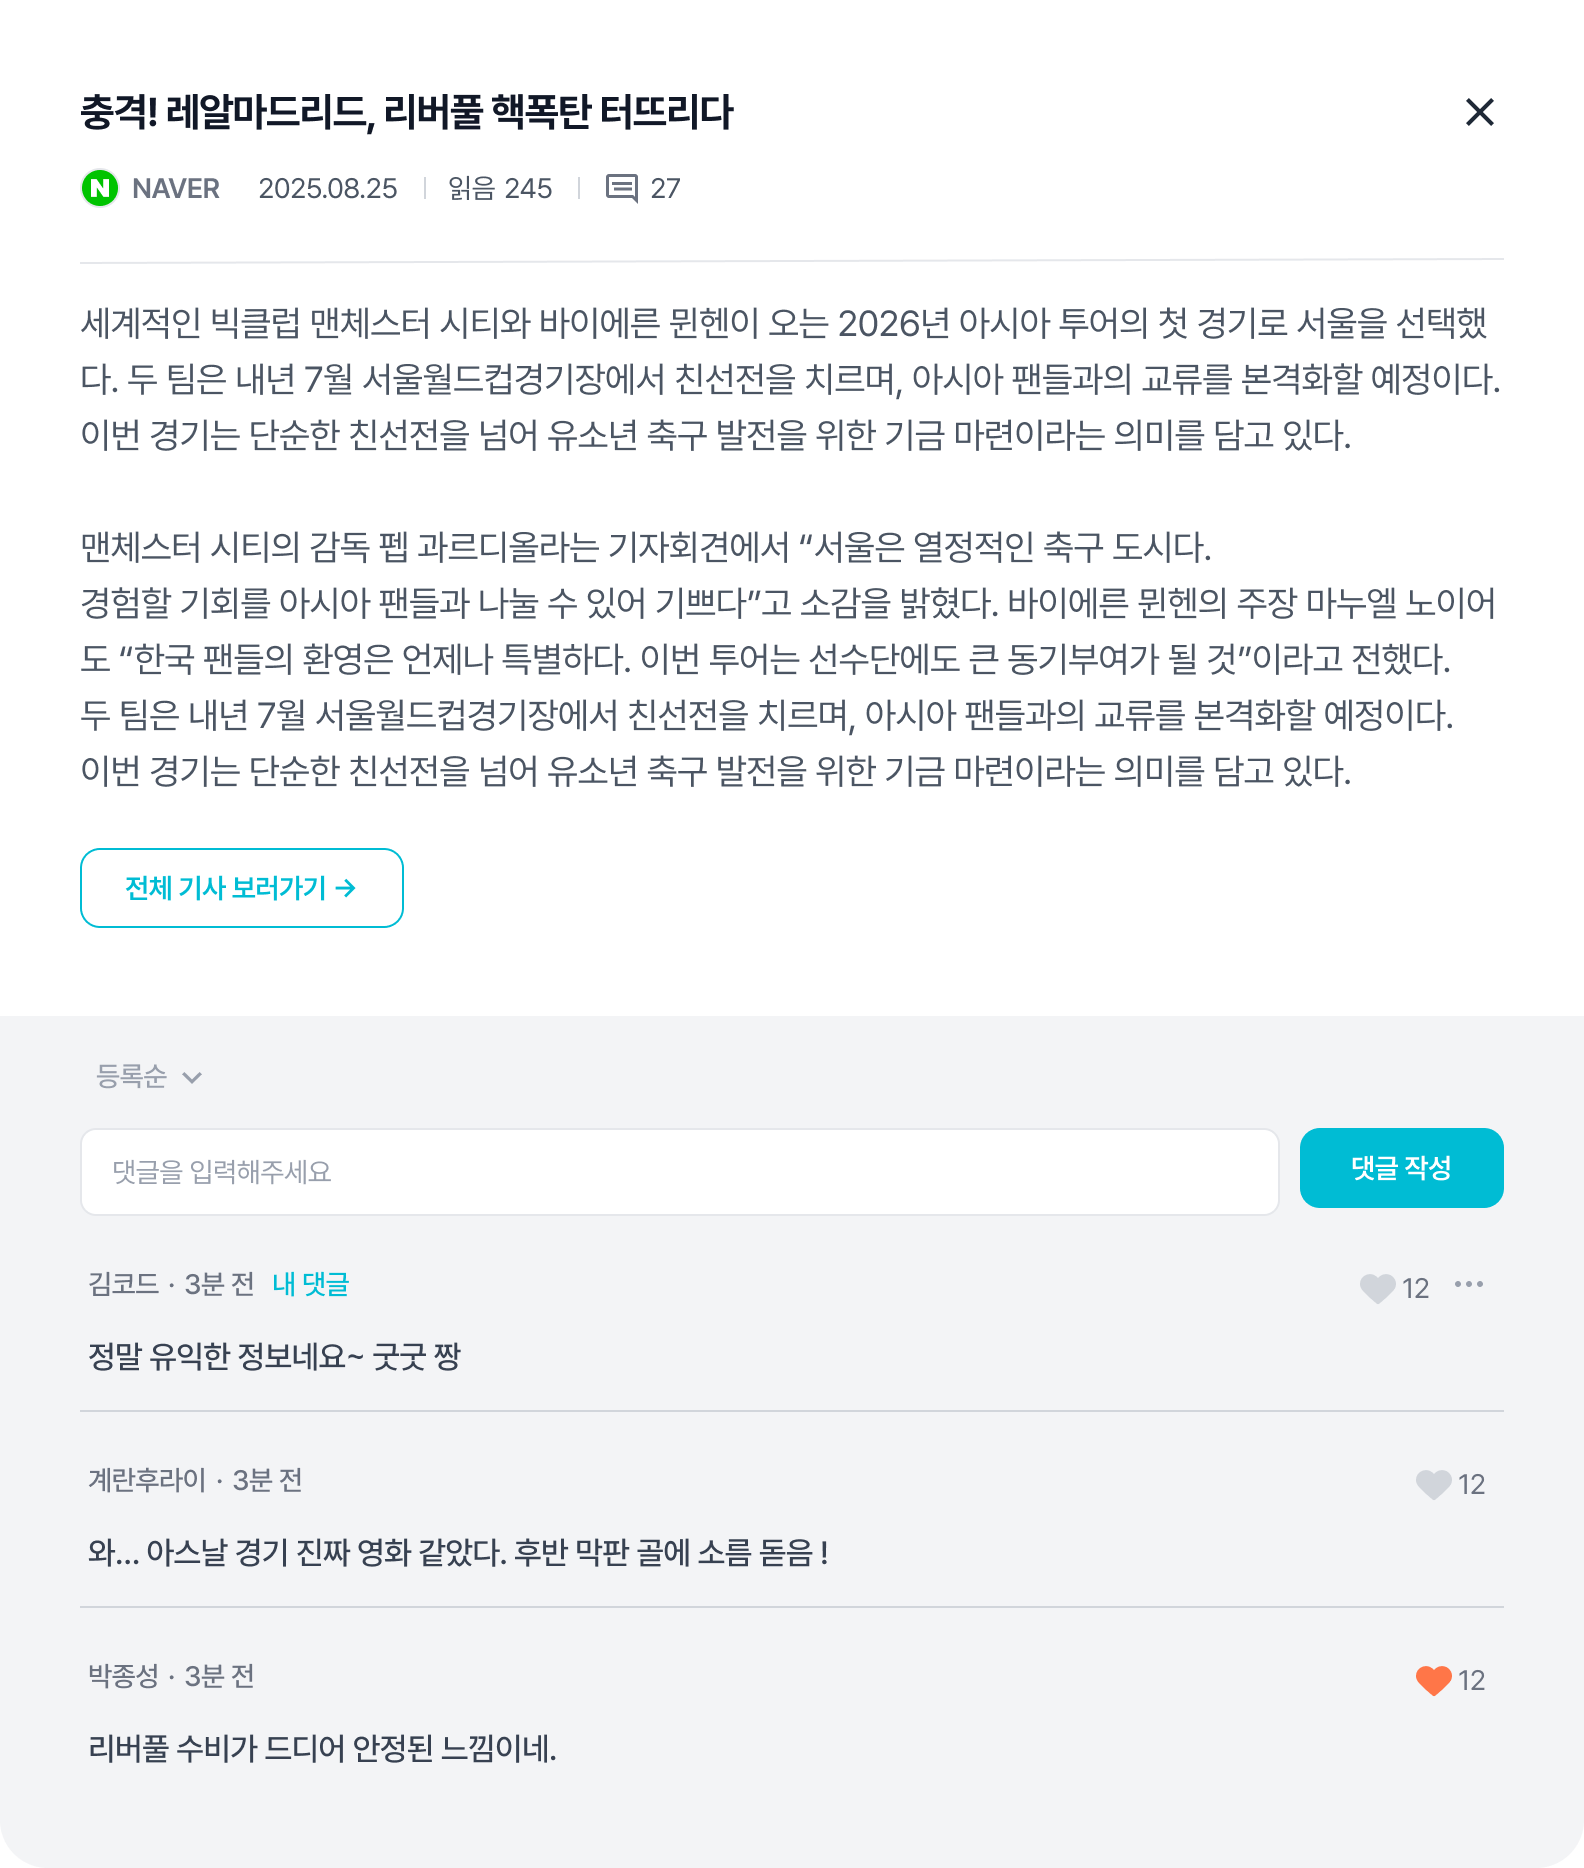 충격! 레알마드리드, 리버풀 핵폭탄 터뜨리다
N NAVER 2025.08.25 읽음 245 27
세계적인 빅클럽 맨체스터 시티와 바이에른 뮌헨이 오는 2026년 아시아 투어의 첫 경기로 서울을 선택했
다. 두 팀은 내년 7월 서울월드컵경기장에서 친선전을 치르며, 아시아 팬들과의 교류를 본격화할 예정이다.
이번 경기는 단순한 친선전을 넘어 유소년 축구 발전을 위한 기금 마련이라는 의미를 담고 있다.
맨체스터 시티의 감독 펩 과르디올라는 기자회견에서 “서울은 열정적인 축구 도시다.
경험할 기회를 아시아 팬들과 나눌 수 있어 기쁘다”고 소감을 밝혔다. 바이에른 뮌헨의 주장 마누엘 노이어
도 “한국 팬들의 환영은 언제나 특별하다. 이번 투어는 선수단에도 큰 동기부여가 될 것”이라고 전했다.
두 팀은 내년 7월 서울월드컵경기장에서 친선전을 치르며, 아시아 팬들과의 교류를 본격화할 예정이다.
이번 경기는 단순한 친선전을 넘어 유소년 축구 발전을 위한 기금 마련이라는 의미를 담고 있다.
전체 기사 보러가기 →
등록순
댓글을 입력해주세요 댓글 작성
김코드 · 3분 전 내 댓글 12
정말 유익한 정보네요~ 굿굿 짱
계란후라이 · 3분 전 12
와... 아스날 경기 진짜 영화 같았다. 후반 막판 골에 소름 돋음 !
박종성 · 3분 전 12
리버풀 수비가 드디어 안정된 느낌이네.